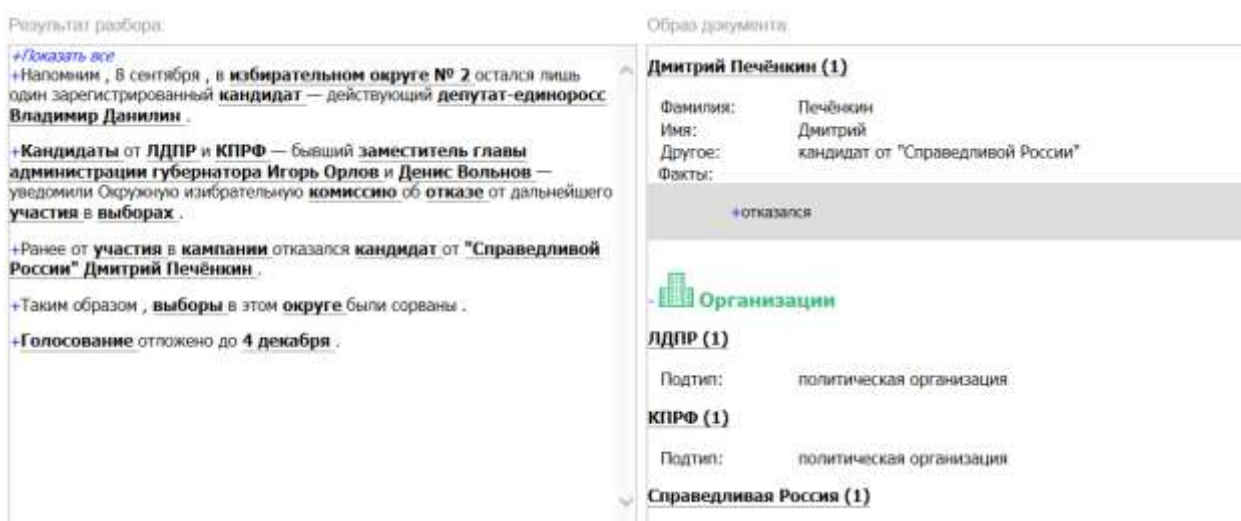 Результат разбора:
+Показать все
+Напомним , 8 сентября , в избирательном округе № 2 остался лишь
один зарегистрированный кандидат — действующий депутат-единоросс
Владимир Данилин .
+Кандидаты от ЛДПР и КПРФ — бывший заместитель главы
администрации губернатора Игорь Орлов и Денис Вольнов —
уведомили Окружную изибрательную комиссию об отказе от дальнейшего
участия в выборах .
+Ранее от участия в кампании отказался кандидат от "Справедливой
России" Дмитрий Печёнкин .
+Таким образом , выборы в этом округе были сорваны .
+Голосование отложено до 4 декабря .
Образ документа:
Дмитрий Печёнкин (1)
Фамилия: Печёнкин
Имя: Дмитрий
Другое: кандидат от "Справедливой России"
Факты:
+отказался
- Организации
ЛДПР (1)
Подтип: политическая организация
КПРФ (1)
Подтип: политическая организация
Справедливая Россия (1)